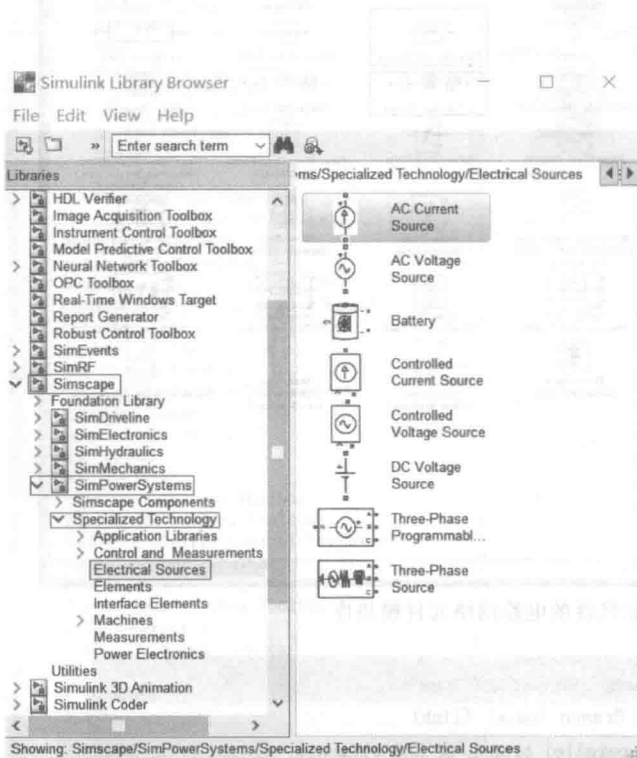 Simulink Library Browser
File Edit View Help
» Enter search term
Libraries
ms/Specialized Technology/Electrical Sources
HDL Verifier
Image Acquisition Toolbox
Instrument Control Toolbox
Model Predictive Control Toolbox
Neural Network Toolbox
OPC Toolbox
Real-Time Windows Target
Report Generator
Robust Control Toolbox
SimEvents
SimRF
Simscape
Foundation Library
SimDriveline
SimElectronics
SimHydraulics
SimMechanics
SimPowerSystems
Simscape Components
Specialized Technology
Application Libraries
Control and Measurements
Electrical Sources
Elements
Interface Elements
Machines
Measurements
Power Electronics
Utilities
Simulink 3D Animation
Simulink Coder
AC Current
Source
AC Voltage
Source
Battery
Controlled
Current Source
Controlled
Voltage Source
DC Voltage
Source
Three-Phase
Programmabl...
Three-Phase
Source
Showing: Simscape/SimPowerSystems/Specialized Technology/Electrical Sources